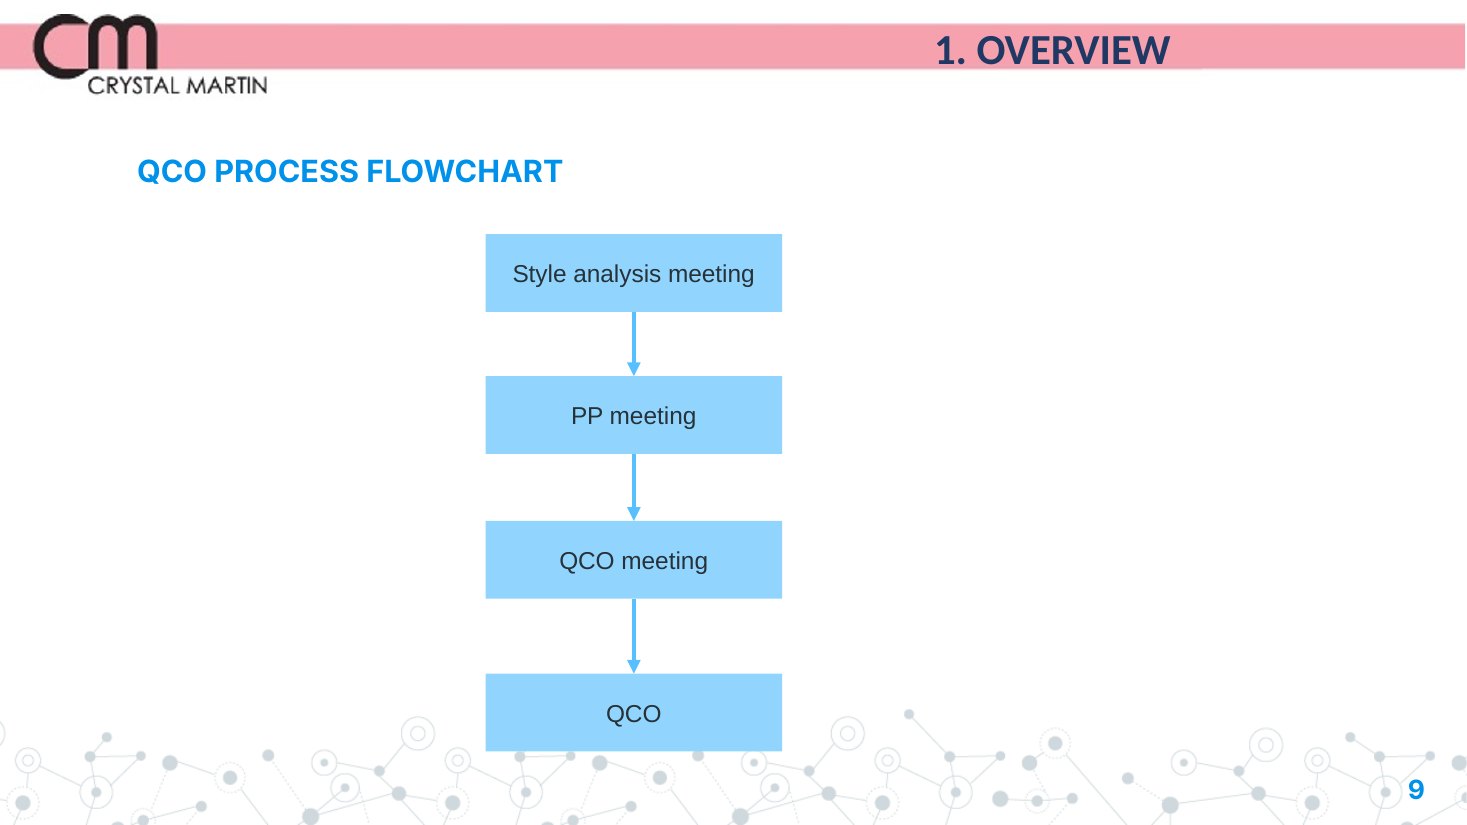 cm
CRYSTAL MARTIN
1. OVERVIEW
QCO PROCESS FLOWCHART
Style analysis meeting
PP meeting
QCO meeting
QCO
9